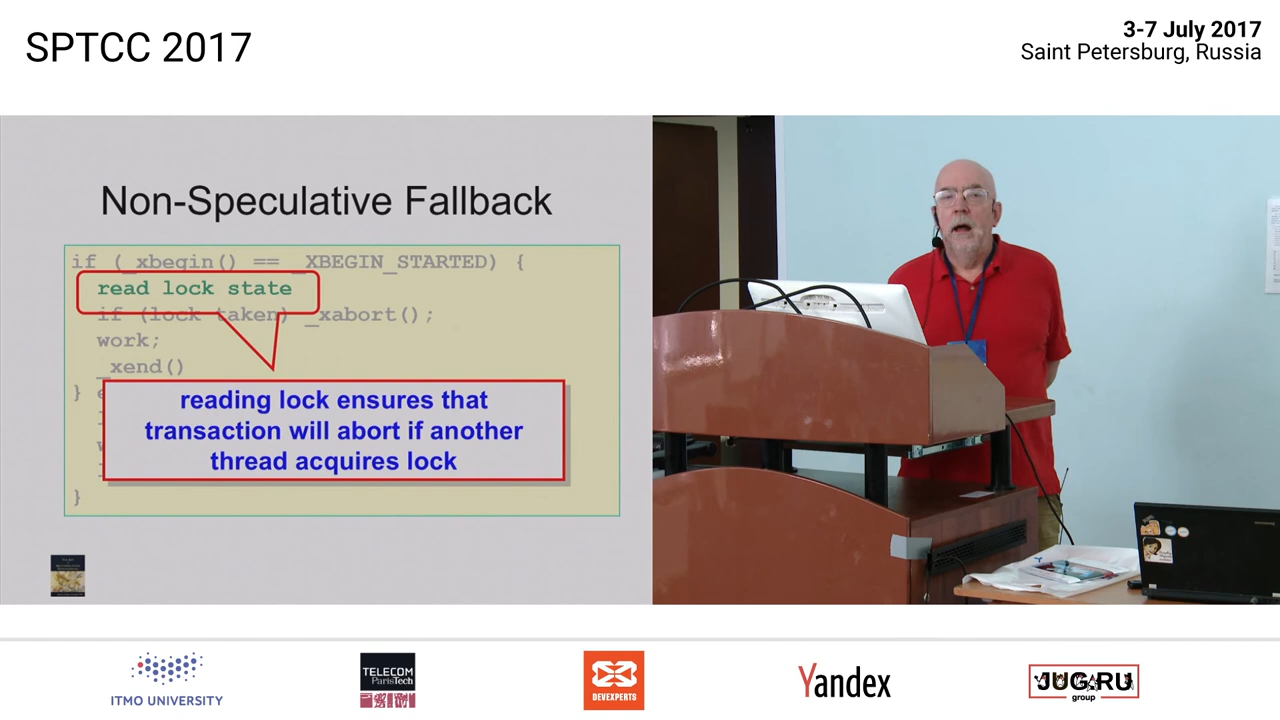 SPTCC 2017
3-7 July 2017
Saint Petersburg, Russia
Non-Speculative Fallback
if (_xbegin() == _XBEGIN_STARTED) {
read lock state
if (lock taken) _xabort();
work;
_xend()
} e
reading lock ensures that
transaction will abort if another
thread acquires lock
}
ITMO UNIVERSITY
TELECOM
ParisTech
DEVEXPERTS
Yandex
JUG.RU
group